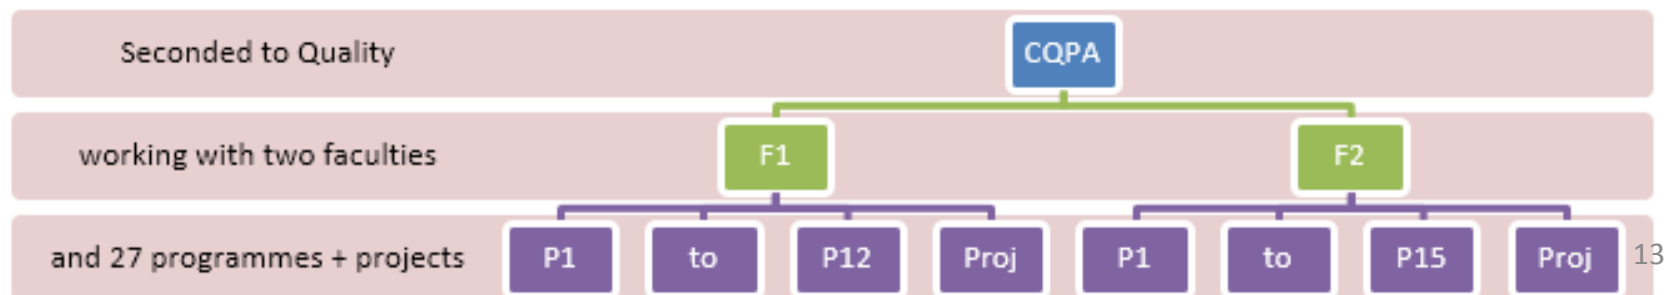 Seconded to Quality CQPA
working with two faculties F1 F2
and 27 programmes + projects P1 to P12 Proj P1 to P15 Proj 13